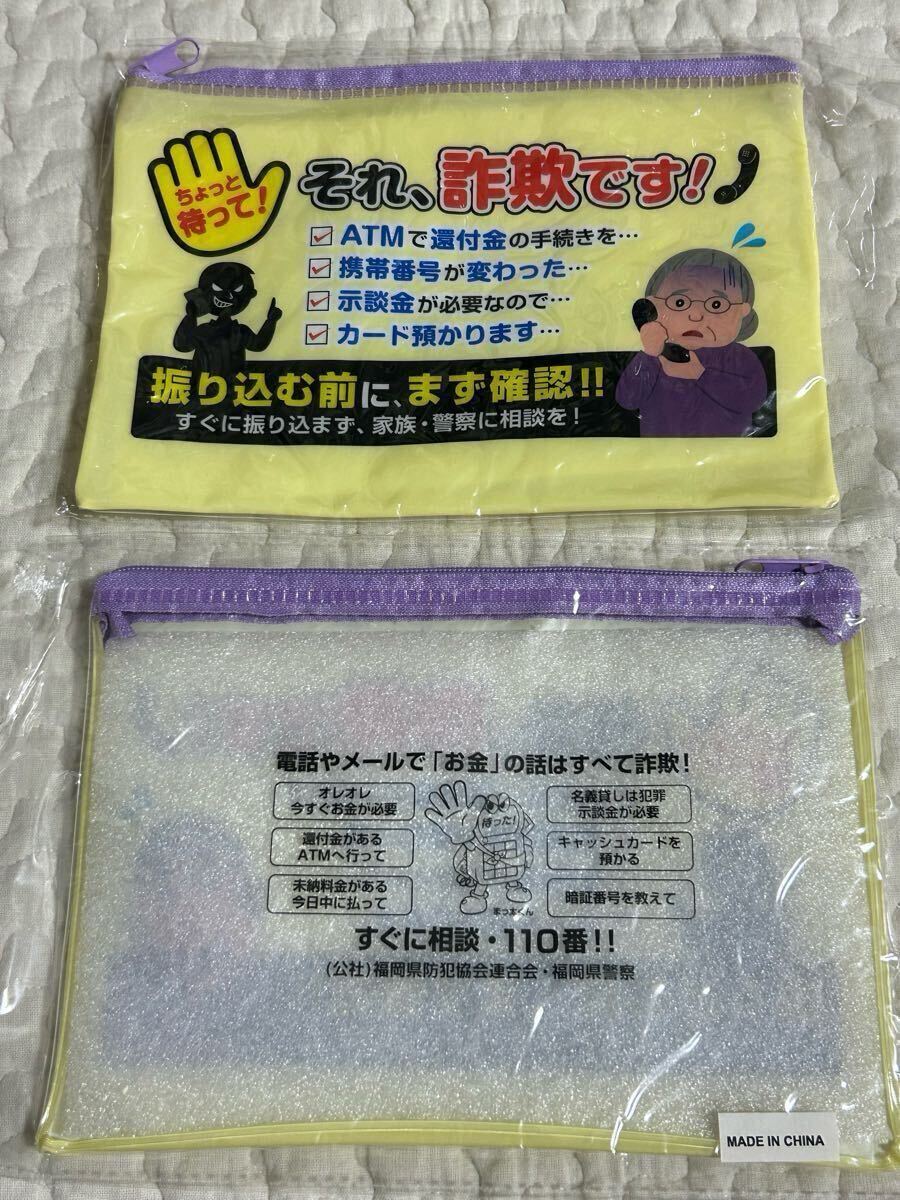 ちょっと
待って！
それ、詐欺です！
ATMで還付金の手続きを…
携帯番号が変わった…
示談金が必要なので…
カード預かります…
振り込む前に、まず確認!!
すぐに振り込まず、家族・警察に相談を！
電話やメールで「お金」の話はすべて詐欺！
オレオレ
今すぐお金が必要
還付金がある
ATMへ行って
未納料金がある
今日中に払って
待った!
まったくん
名義貸しは犯罪
示談金が必要
キャッシュカードを
預かる
暗証番号を教えて
すぐに相談・110番!!
(公社)福岡県防犯協会連合会・福岡県警察
MADE IN CHINA